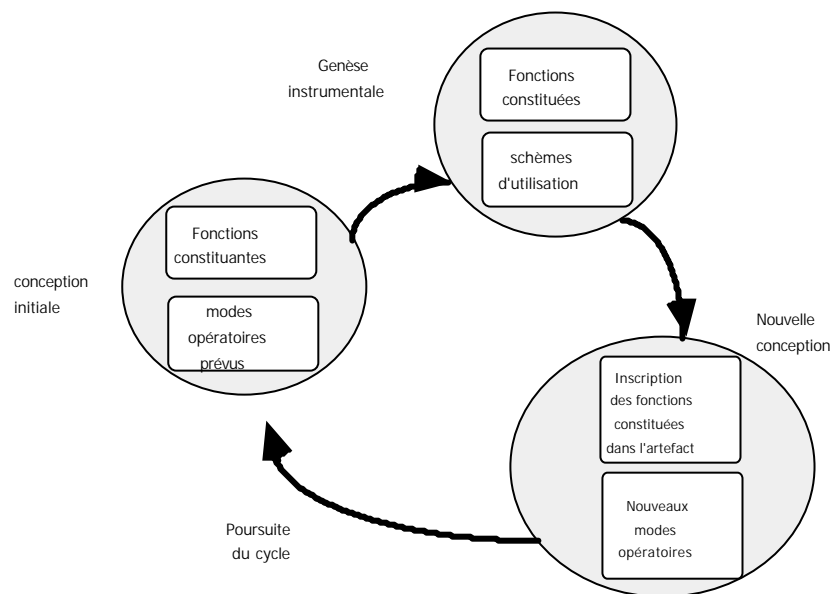 Genèse
instrumentale
Fonctions
constituées
schèmes
d'utilisation
conception
initiale
Fonctions
constituantes
modes
opératoires
prévus
Nouvelle
conception
Inscription
des fonctions
constituées
dans l'artefact
Nouveaux
modes
opératoires
Poursuite
du cycle